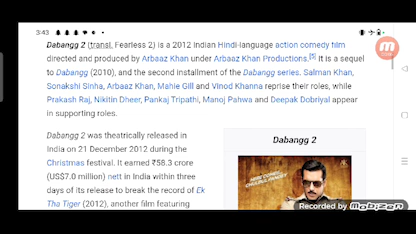 3:43
Dabangg 2 (transl. Fearless 2) is a 2012 Indian Hindi-language action comedy film
directed and produced by Arbaaz Khan under Arbaaz Khan Productions.[5] It is a sequel
to Dabangg (2010), and the second installment of the Dabangg series. Salman Khan,
Sonakshi Sinha, Arbaaz Khan, Mahie Gill and Vinod Khanna reprise their roles, while
Prakash Raj, Nikitin Dheer, Pankaj Tripathi, Manoj Pahwa and Deepak Dobriyal appear
in supporting roles.
Dabangg 2 was theatrically released in
India on 21 December 2012 during the
Christmas festival. It earned ₹58.3 crore
(US$7.0 million) nett in India within three
days of its release to break the record of Ek
Tha Tiger (2012), another film featuring
Dabangg 2
Recorded by Mobizen